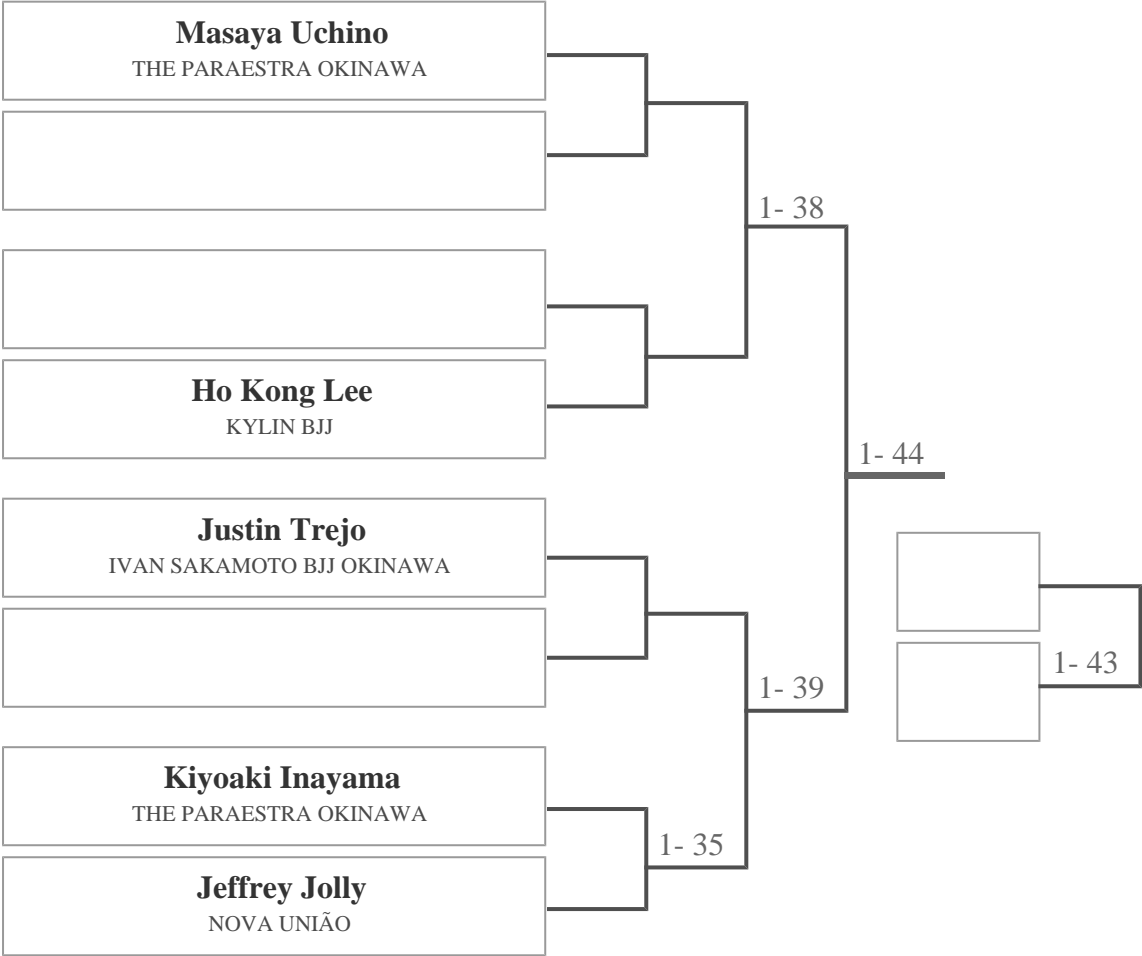 Masaya Uchino
THE PARAESTRA OKINAWA
1- 38
Ho Kong Lee
KYLIN BJJ
1- 44
Justin Trejo
IVAN SAKAMOTO BJJ OKINAWA
1- 43
1- 39
Kiyoaki Inayama
THE PARAESTRA OKINAWA
1- 35
Jeffrey Jolly
NOVA UNIÃO